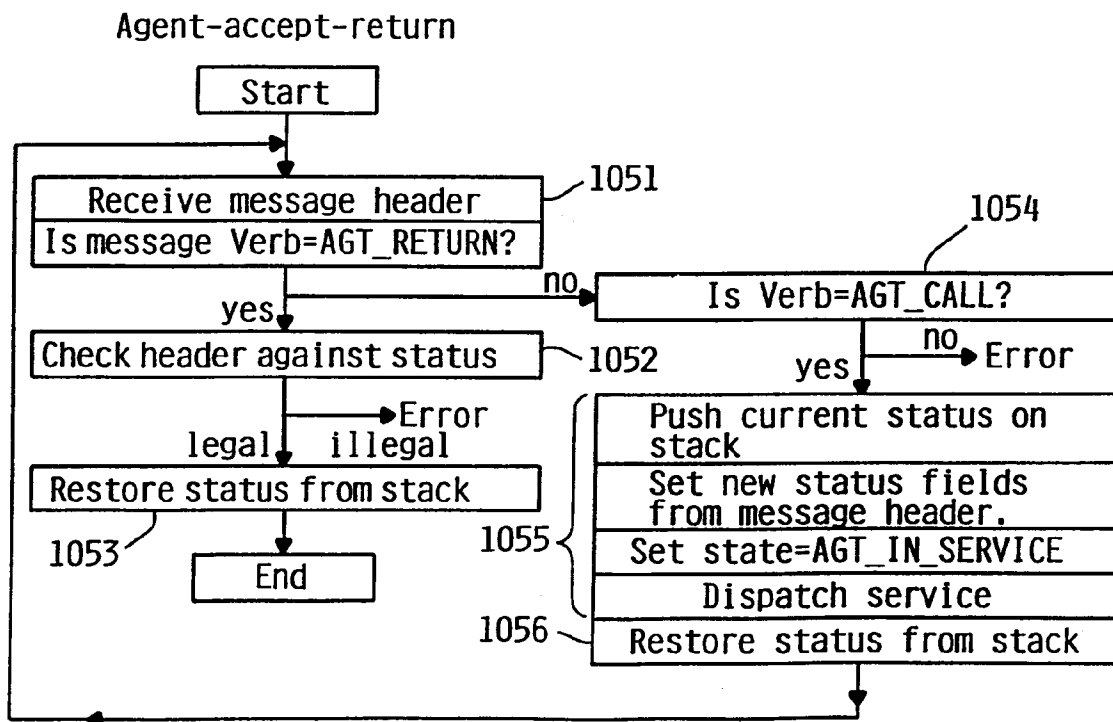 Agent-accept-return
Start
Receive message header
1051
Is message Verb=AGT_RETURN?
1054
no
Is Verb=AGT_CALL?
yes
Check header against status
1052
no
Error
yes
Error
legal
illegal
Push current status on
stack
Restore status from stack
Set new status fields
from message header.
1053
1055
Set state=AGT_IN_SERVICE
End
Dispatch service
1056
Restore status from stack